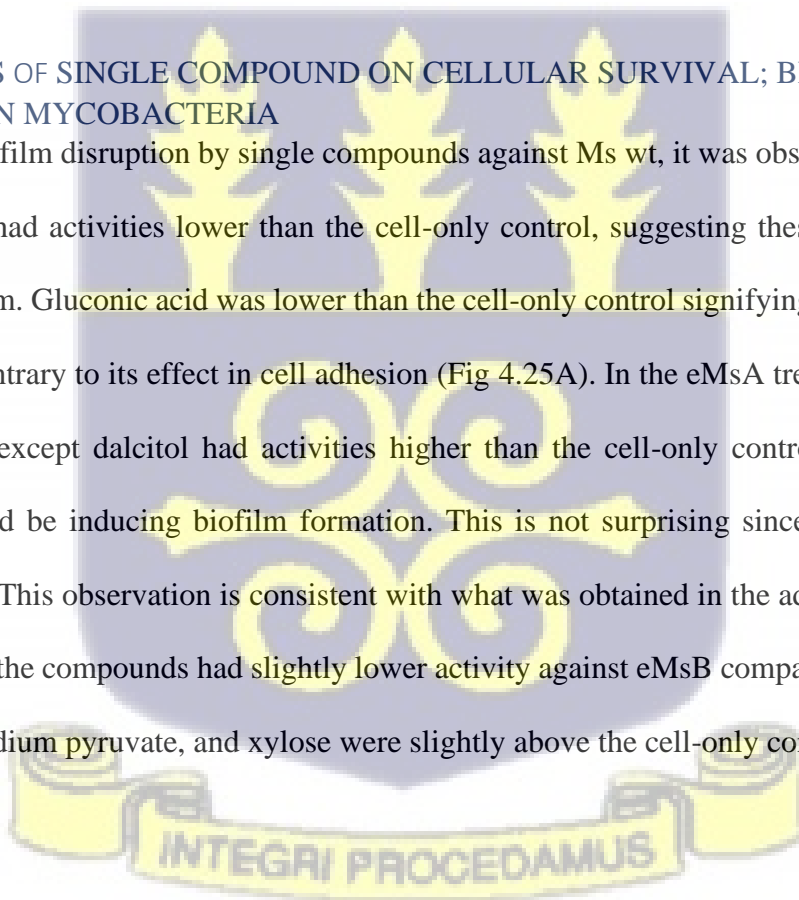 S OF SINGLE COMPOUND ON CELLULAR SURVIVAL; B
N MYCOBACTERIA
film disruption by single compounds against Ms wt, it was obs
had activities lower than the cell-only control, suggesting thes
m. Gluconic acid was lower than the cell-only control signifying
ntrary to its effect in cell adhesion (Fig 4.25A). In the eMsA tre
except dalcitol had activities higher than the cell-only contr
d be inducing biofilm formation. This is not surprising since
This observation is consistent with what was obtained in the ad
the compounds had slightly lower activity against eMsB compa
dium pyruvate, and xylose were slightly above the cell-only co
INTEGRI PROCEDAMUS